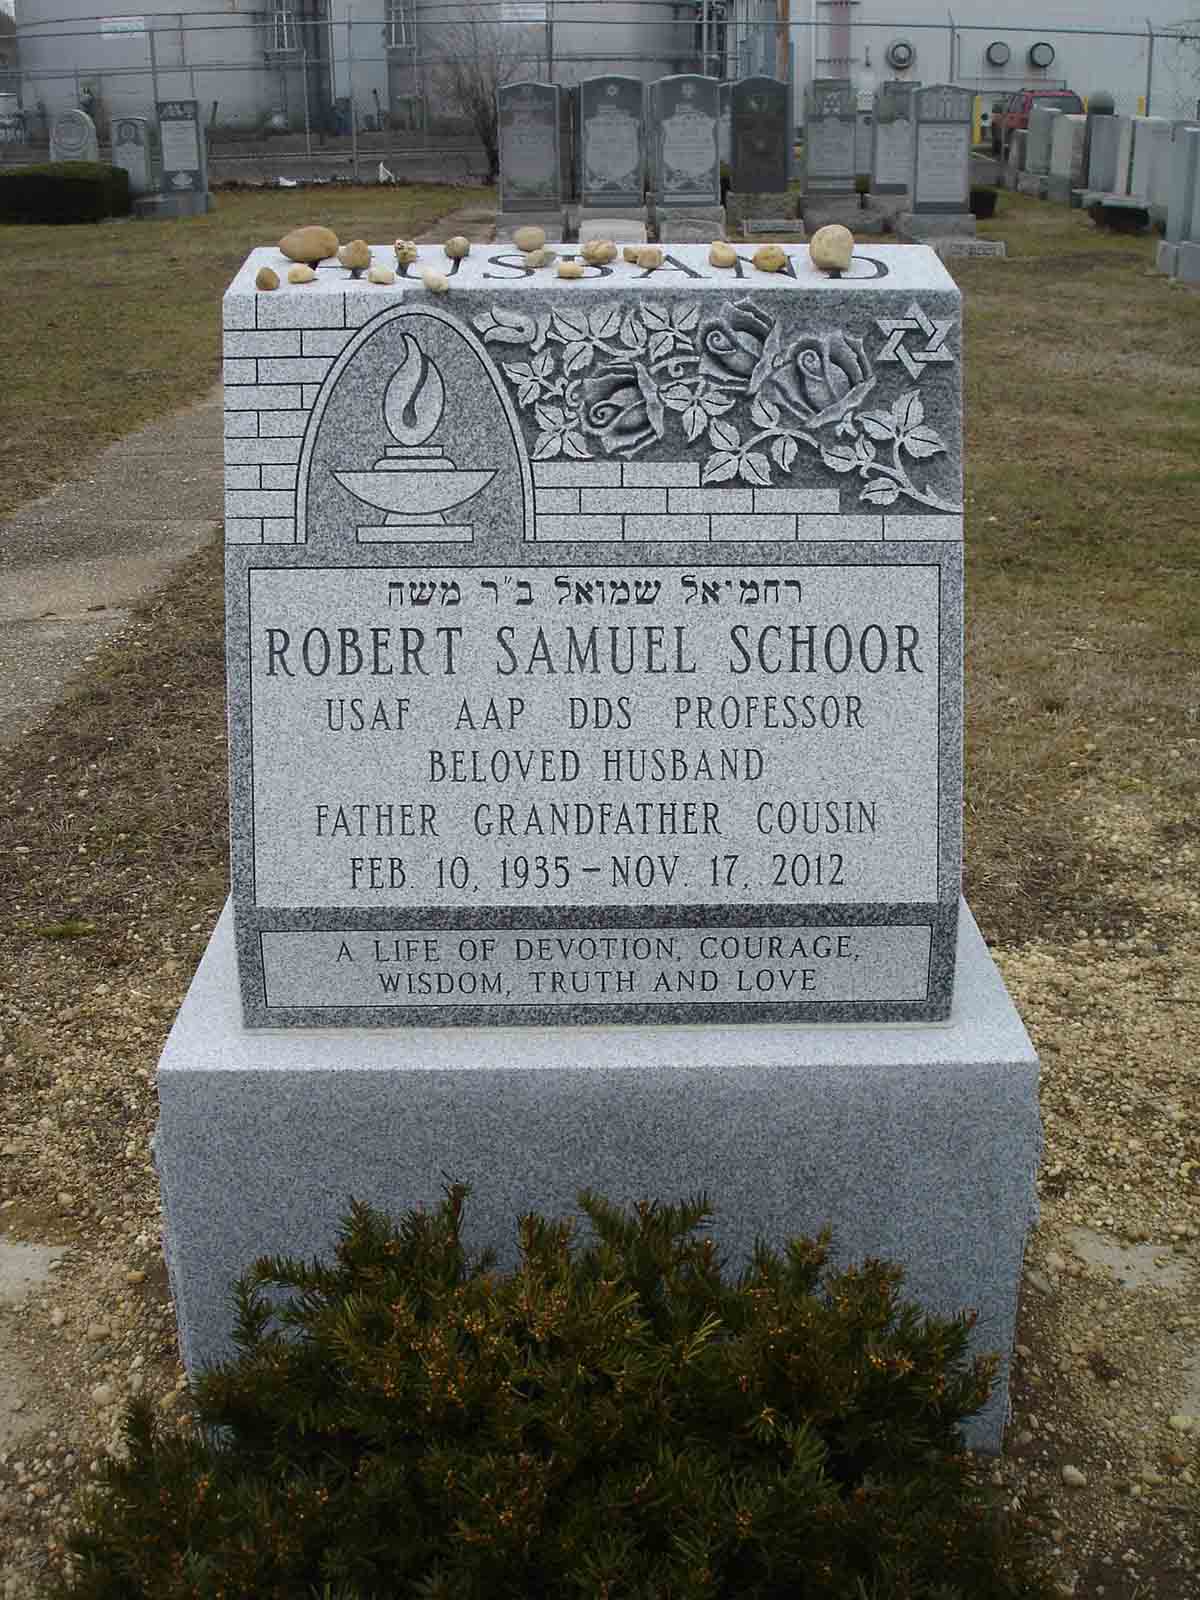 HUSBAND
רחמיאל שמואל ב״ר משה
ROBERT SAMUEL SCHOOR
USAF AAP DDS PROFESSOR
BELOVED HUSBAND
FATHER GRANDFATHER COUSIN
FEB. 10, 1935 – NOV. 17, 2012
A LIFE OF DEVOTION, COURAGE,
WISDOM, TRUTH AND LOVE